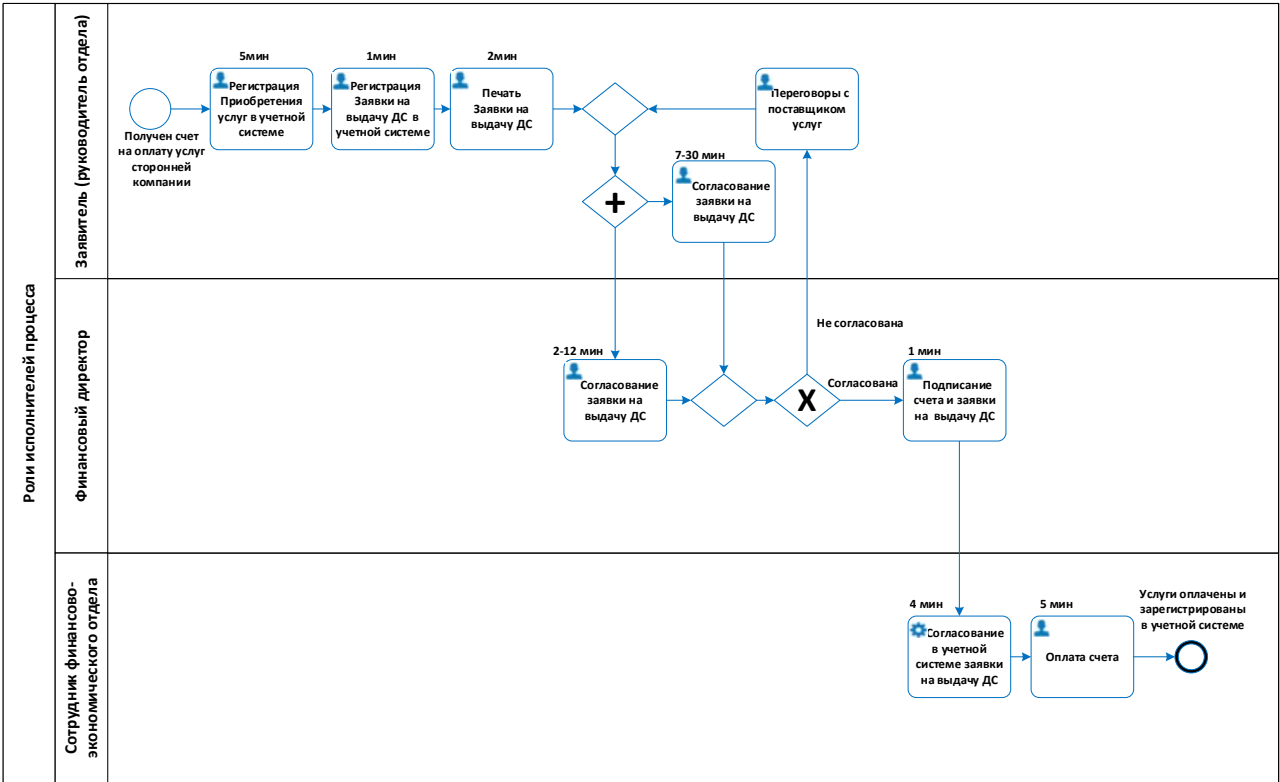 Роли исполнителей процесса
Заявитель (руководитель отдела)
5мин
Регистрация
Приобретения
услуг в учетной
системе
1мин
Регистрация
Заявки на
выдачу ДС в
учетной системе
2мин
Печать
Заявки на
выдачу ДС
Переговоры с
поставщиком
услуг
Получен счет
на оплату услуг
сторонней
компании
7-30 мин
Согласование
заявки на
выдачу ДС
+
Финансовый директор
Не согласована
2-12 мин
Согласование
заявки на
выдачу ДС
X
Согласована
1 мин
Подписание
счета и заявки
на выдачу ДС
Сотрудник финансово-
экономического отдела
4 мин
Согласование
в учетной
системе заявки
на выдачу ДС
5 мин
Оплата счета
Услуги оплачены и
зарегистрированы
в учетной системе